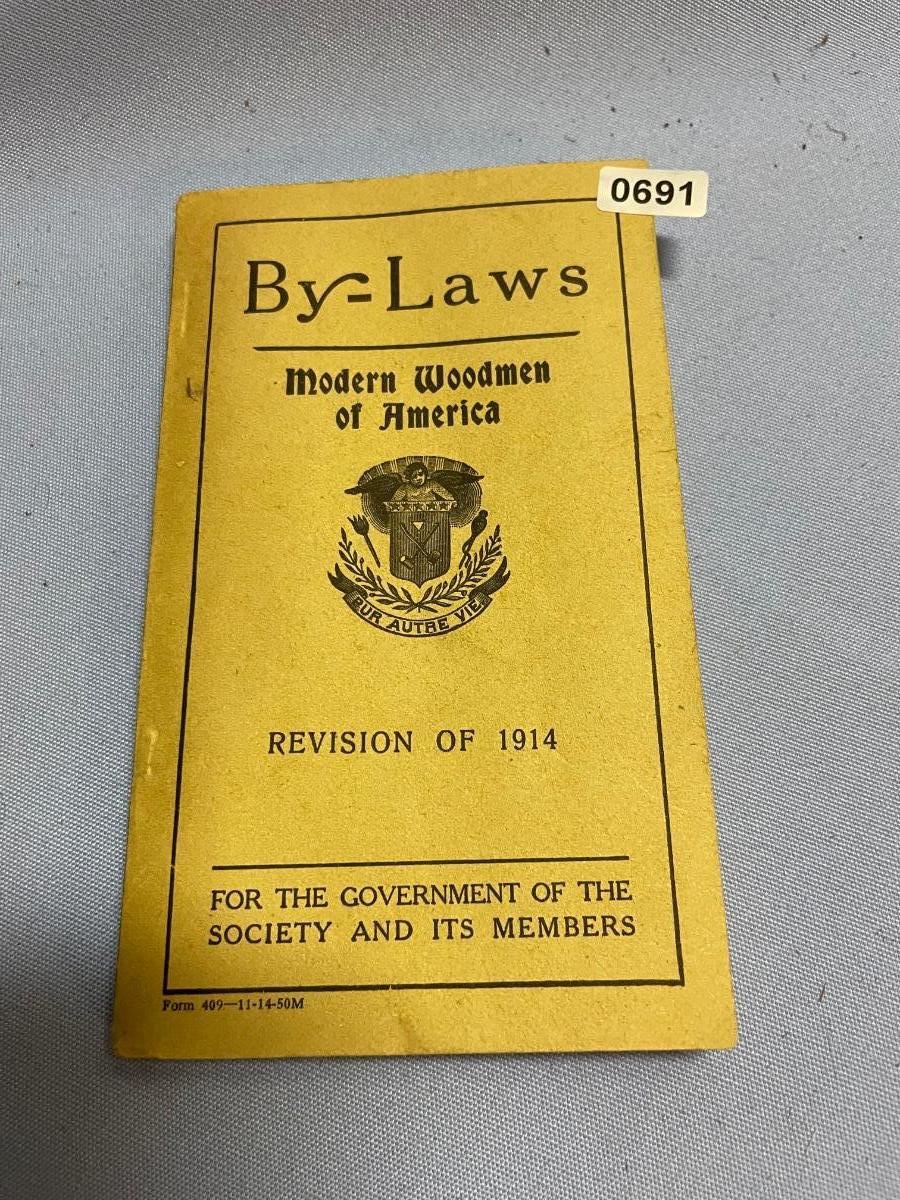 0691
By-Laws
Modern Woodmen
of America
PUR AUTRE VIE
REVISION OF 1914
FOR THE GOVERNMENT OF THE
SOCIETY AND ITS MEMBERS
Form 409—11-14-50M